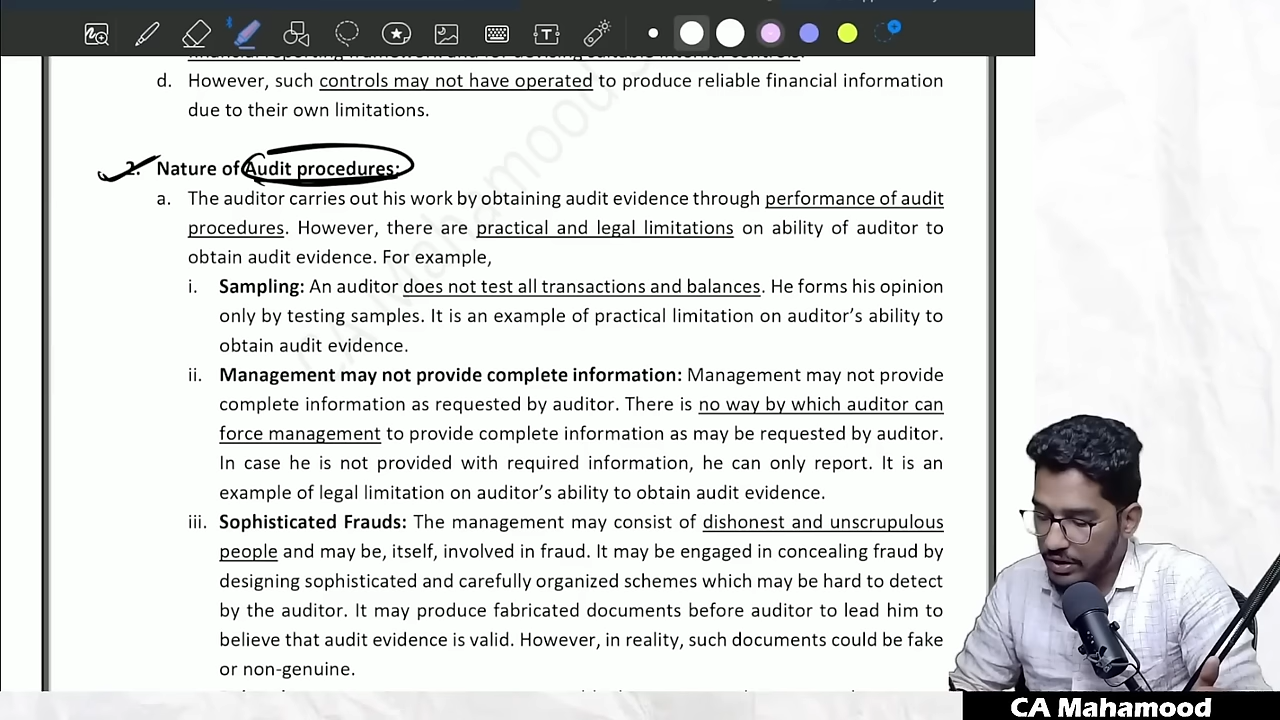 d. However, such controls may not have operated to produce reliable financial information
due to their own limitations.
2. Nature of Audit procedures:
a. The auditor carries out his work by obtaining audit evidence through performance of audit
procedures. However, there are practical and legal limitations on ability of auditor to
obtain audit evidence. For example,
i. Sampling: An auditor does not test all transactions and balances. He forms his opinion
only by testing samples. It is an example of practical limitation on auditor’s ability to
obtain audit evidence.
ii. Management may not provide complete information: Management may not provide
complete information as requested by auditor. There is no way by which auditor can
force management to provide complete information as may be requested by auditor.
In case he is not provided with required information, he can only report. It is an
example of legal limitation on auditor’s ability to obtain audit evidence.
iii. Sophisticated Frauds: The management may consist of dishonest and unscrupulous
people and may be, itself, involved in fraud. It may be engaged in concealing fraud by
designing sophisticated and carefully organized schemes which may be hard to detect
by the auditor. It may produce fabricated documents before auditor to lead him to
believe that audit evidence is valid. However, in reality, such documents could be fake
or non-genuine.
CA Mahamood
CA Mahamood